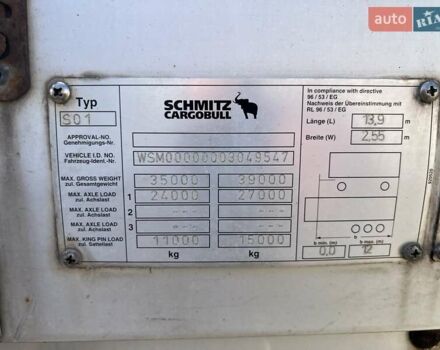 auto RIA
Typ
S01
SCHMITZ
CARGOBULL
In compliance with directive
96 / 53 / EG
Nachweis der Übereinstimmung mit
RL 96 / 53 / EG
Länge (L) 13,9 m
Breite (W) 2,55 m
APPROVAL-NO.
Genehmigungs-Nr.
VEHICLE I.D. NO.
Fahrzeug-Ident.-Nr. WSM00000003049547
MAX. GROSS WEIGHT
zul. Gesamtgewicht 35000 39000
MAX. AXLE LOAD
zul. Achslast 1 24000 27000
MAX. AXLE LOAD
zul. Achslast 2 --- ---
MAX. AXLE LOAD
zul. Achslast 3 --- ---
MAX. KING PIN LOAD
zul. Sattellast 11000 15000
kg kg
b
b min. (m) b max. (m)
0,0 12